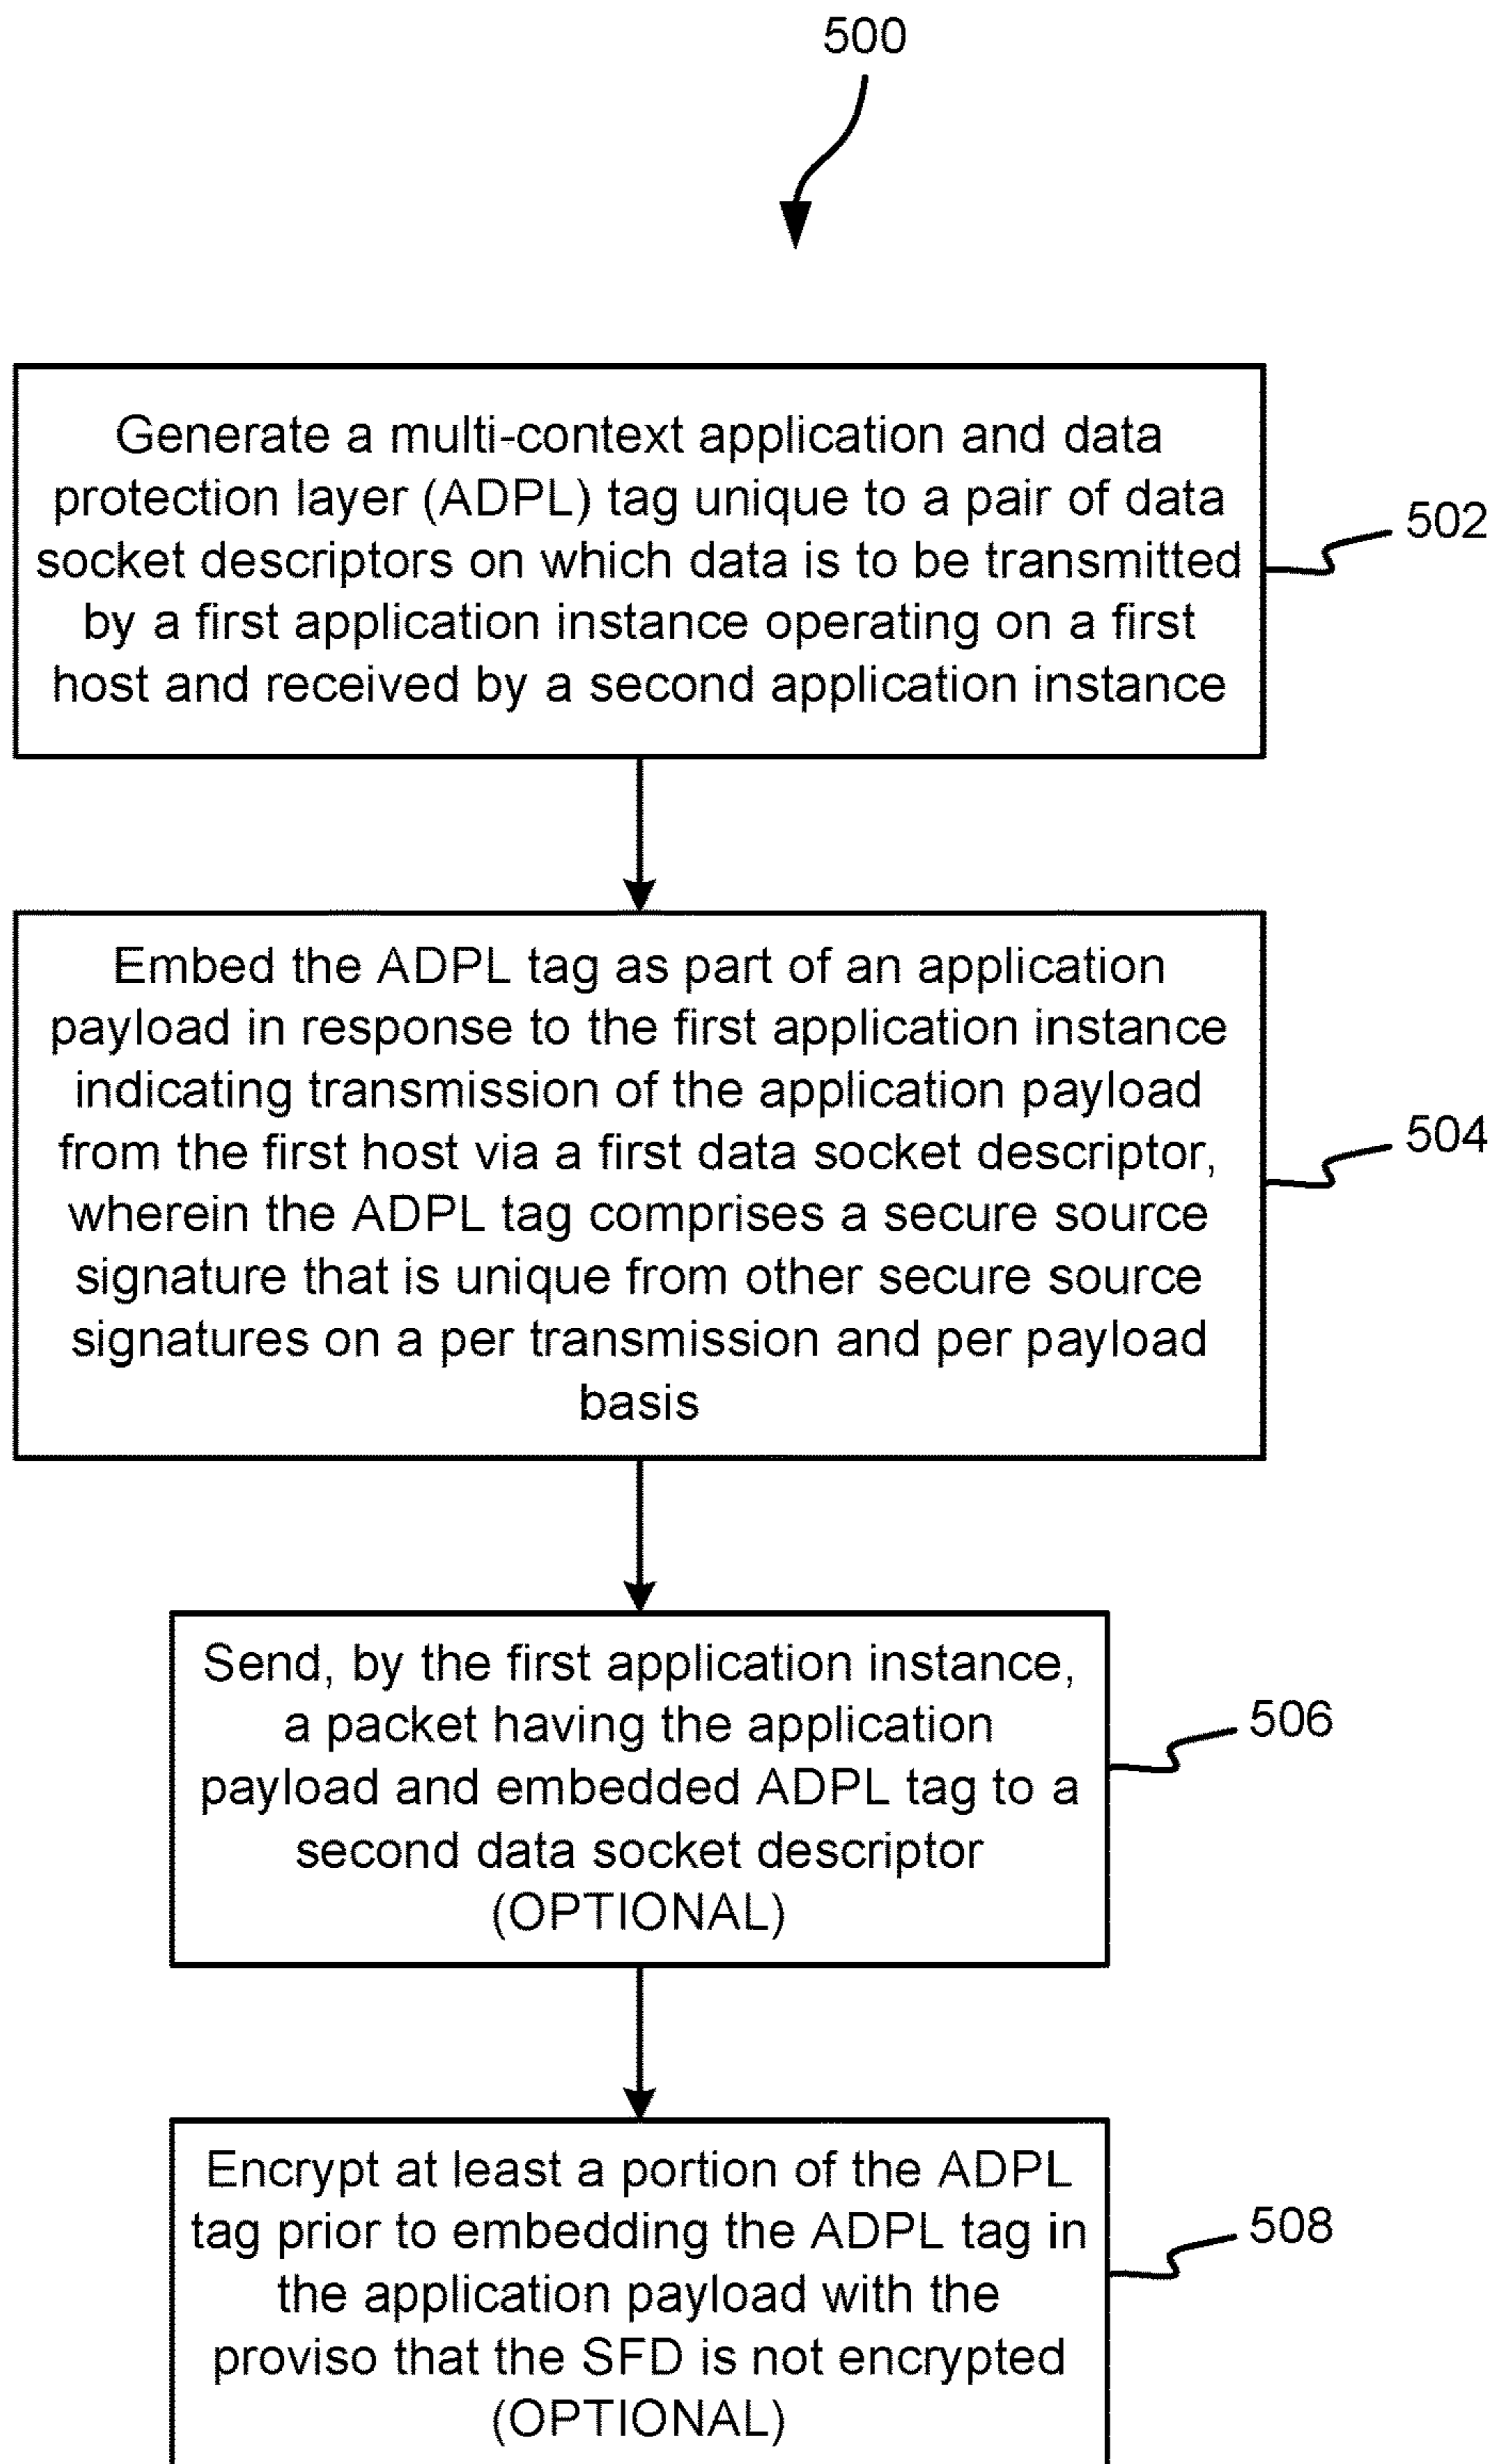 500
Generate a multi-context application and data
protection layer (ADPL) tag unique to a pair of data
socket descriptors on which data is to be transmitted
by a first application instance operating on a first
host and received by a second application instance
502
Embed the ADPL tag as part of an application
payload in response to the first application instance
indicating transmission of the application payload
from the first host via a first data socket descriptor,
wherein the ADPL tag comprises a secure source
signature that is unique from other secure source
signatures on a per transmission and per payload
basis
504
Send, by the first application instance,
a packet having the application
payload and embedded ADPL tag to a
second data socket descriptor
(OPTIONAL)
506
Encrypt at least a portion of the ADPL
tag prior to embedding the ADPL tag in
the application payload with the
proviso that the SFD is not encrypted
(OPTIONAL)
508